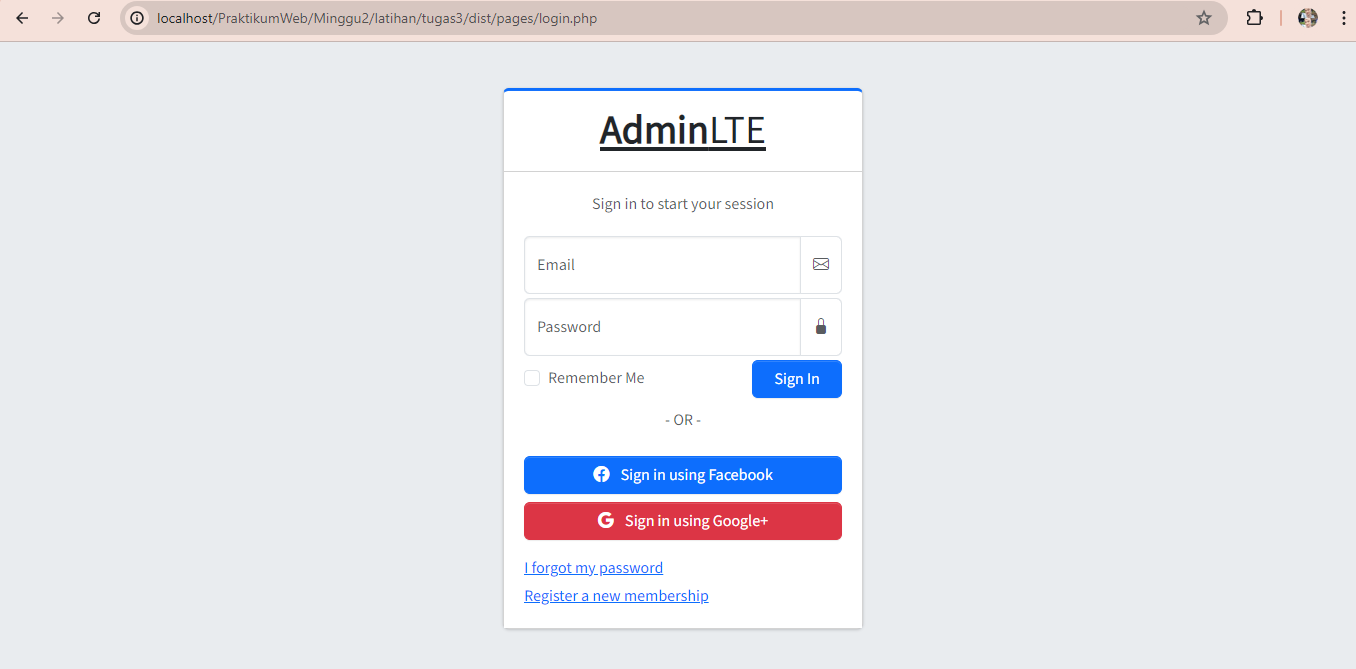 localhost/PraktikumWeb/Minggu2/latihan/tugas3/dist/pages/login.php
AdminLTE
Sign in to start your session
Email
Password
Remember Me
Sign In
- OR -
Sign in using Facebook
Sign in using Google+
I forgot my password
Register a new membership